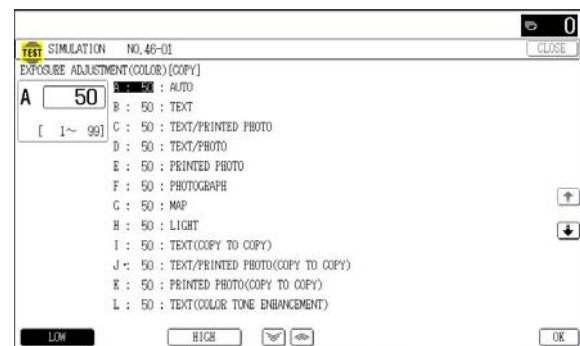 0
TEST SIMULATION NO. 46-01
CLOSE
EXPOSURE ADJUSTMENT(COLOR)[COPY]
A 50
[ 1~ 99]
A : 50 : AUTO
B : 50 : TEXT
C : 50 : TEXT/PRINTED PHOTO
D : 50 : TEXT/PHOTO
E : 50 : PRINTED PHOTO
F : 50 : PHOTOGRAPH
G : 50 : MAP
H : 50 : LIGHT
I : 50 : TEXT(COPY TO COPY)
J : 50 : TEXT/PRINTED PHOTO(COPY TO COPY)
K : 50 : PRINTED PHOTO(COPY TO COPY)
L : 50 : TEXT(COLOR TONE ENHANCEMENT)
LOW HIGH OK